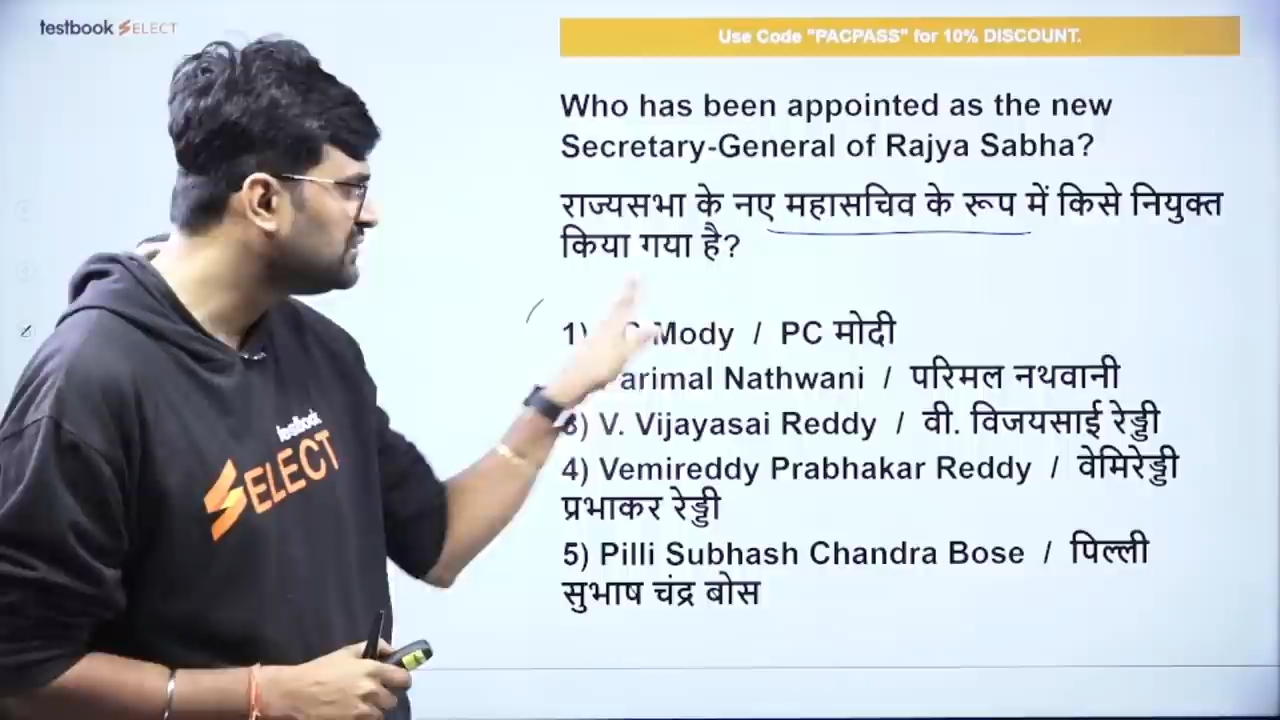 testbook SELECT
Use Code "PACPASS" for 10% DISCOUNT.
Who has been appointed as the new
Secretary-General of Rajya Sabha?
राज्यसभा के नए महासचिव के रूप में किसे नियुक्त
किया गया है?
1) Mody / PC मोदी
arimal Nathwani / परिमल नथवानी
3) V. Vijayasai Reddy / वी. विजयसाई रेड्डी
4) Vemireddy Prabhakar Reddy / वेमिरेड्डी
प्रभाकर रेड्डी
5) Pilli Subhash Chandra Bose / पिल्ली
सुभाष चंद्र बोस
testbook
SELECT